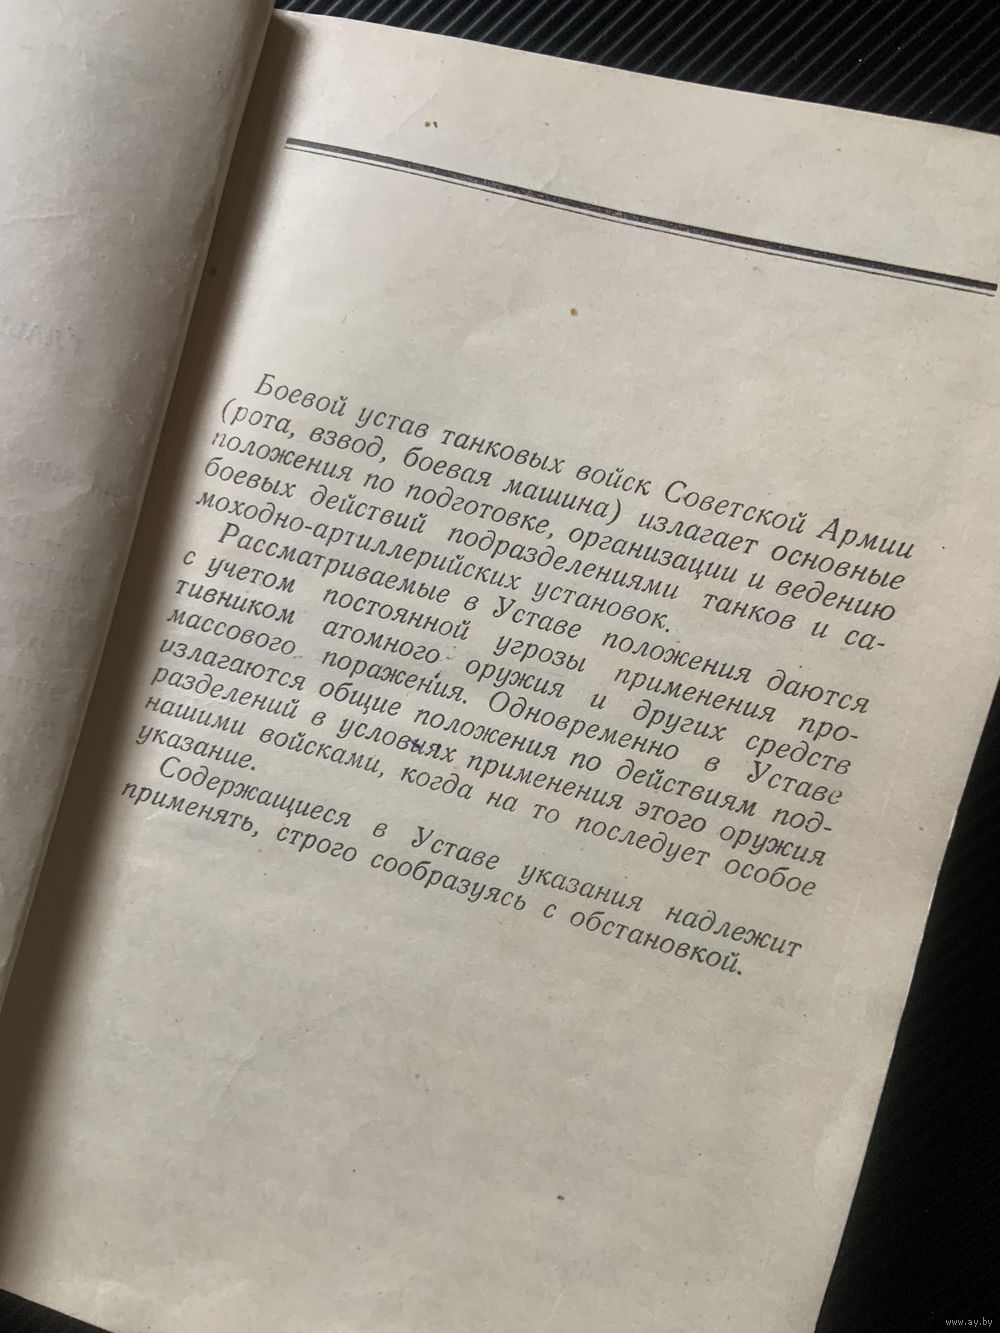 Боевой устав танковых войск Советской Армии
(рота, взвод, боевая машина) излагает основные
положения по подготовке, организации и ведению
боевых действий подразделениями танков и са-
моходно-артиллерийских установок.
Рассматриваемые в Уставе положения даются
с учетом постоянной угрозы применения про-
тивником атомного оружия и других средств
массового поражения. Одновременно в Уставе
излагаются общие положения по действиям под-
разделений в условиях применения этого оружия
нашими войсками, когда на то последует особое
указание.
Содержащиеся в Уставе указания надлежит
применять, строго сообразуясь с обстановкой.
www.ay.by